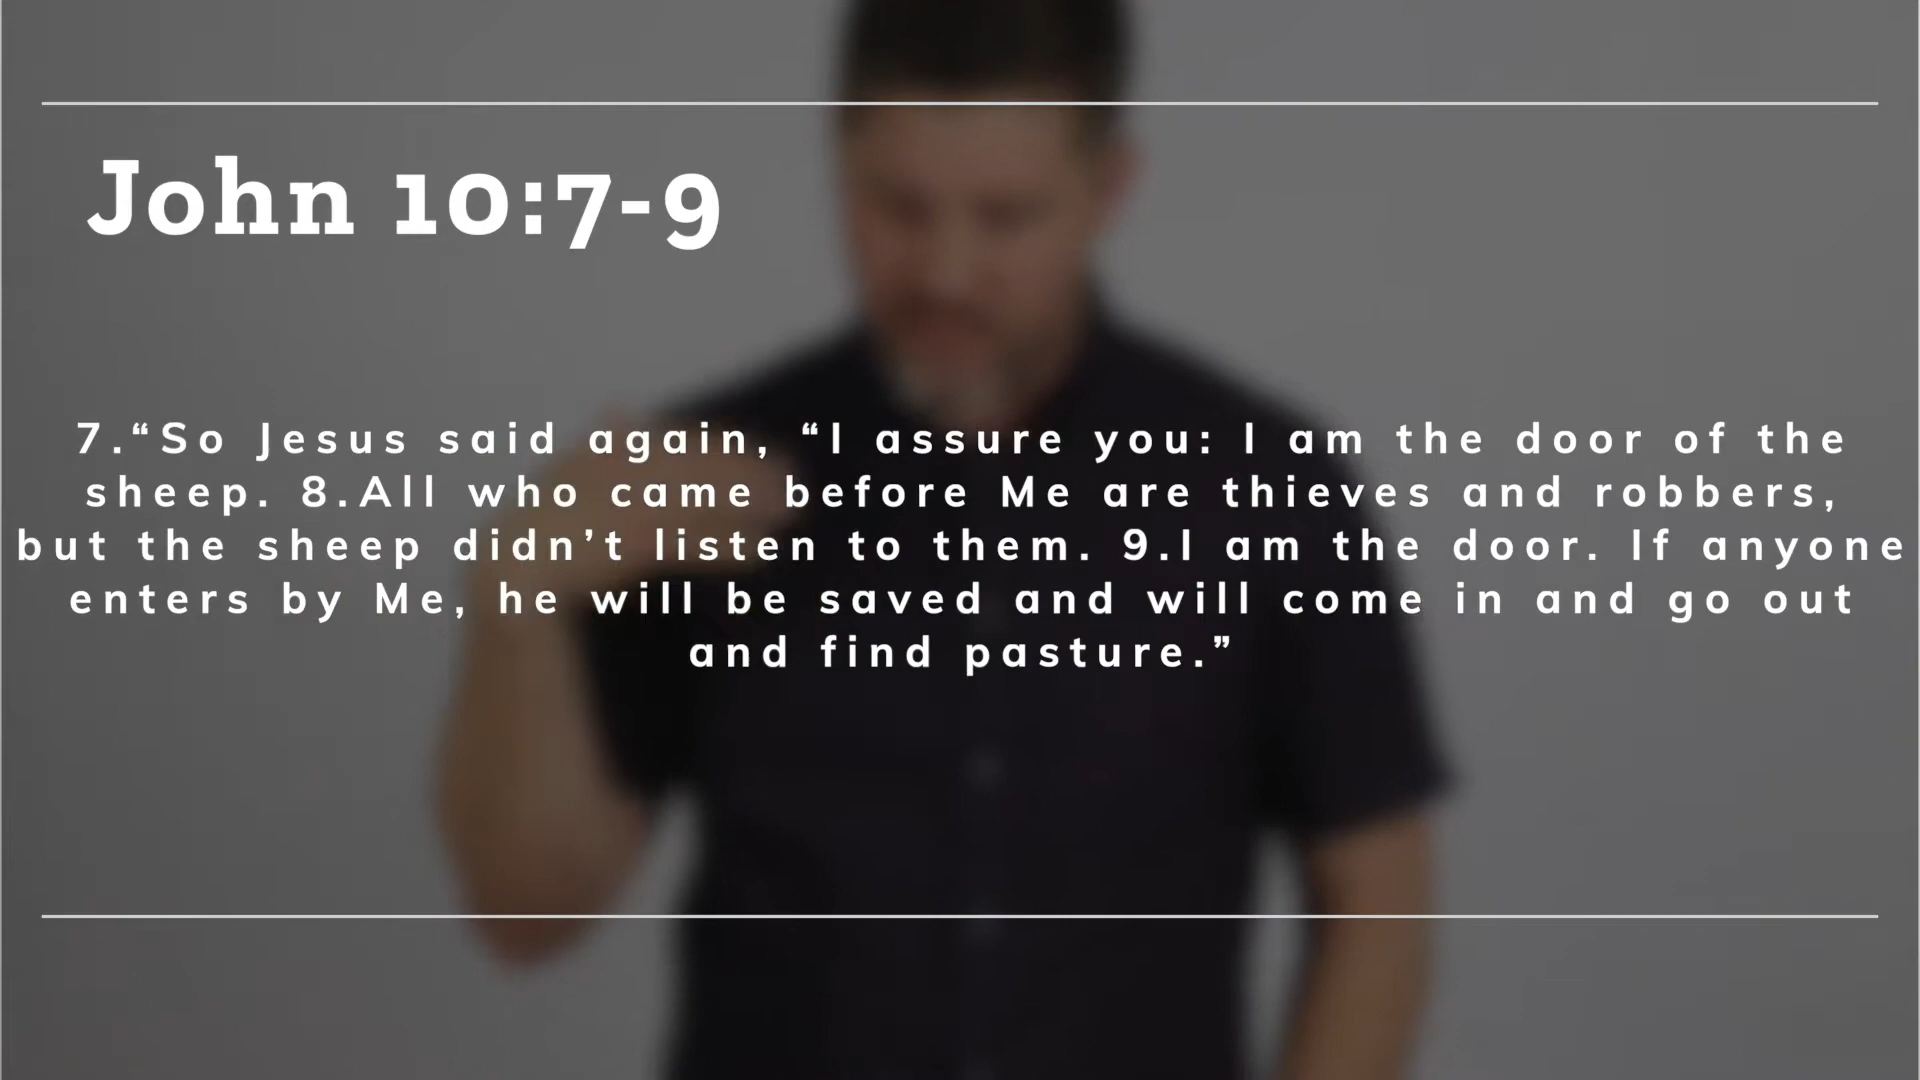 John 10:7-9
7.“So Jesus said again, “I assure you: I am the door of the
sheep. 8.All who came before Me are thieves and robbers,
but the sheep didn’t listen to them. 9.I am the door. If anyone
enters by Me, he will be saved and will come in and go out
and find pasture.”